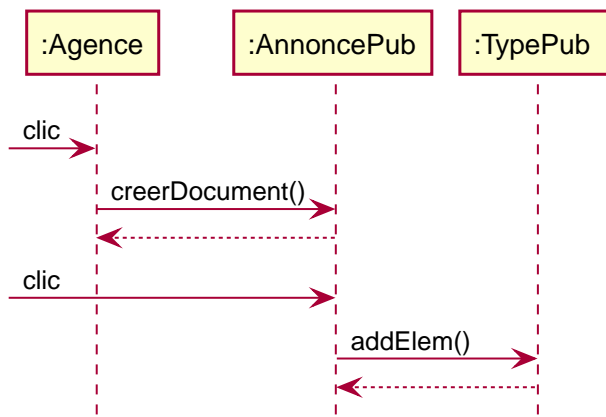 :Agence
:AnnoncePub
:TypePub
clic
creerDocument()
clic
addElem()